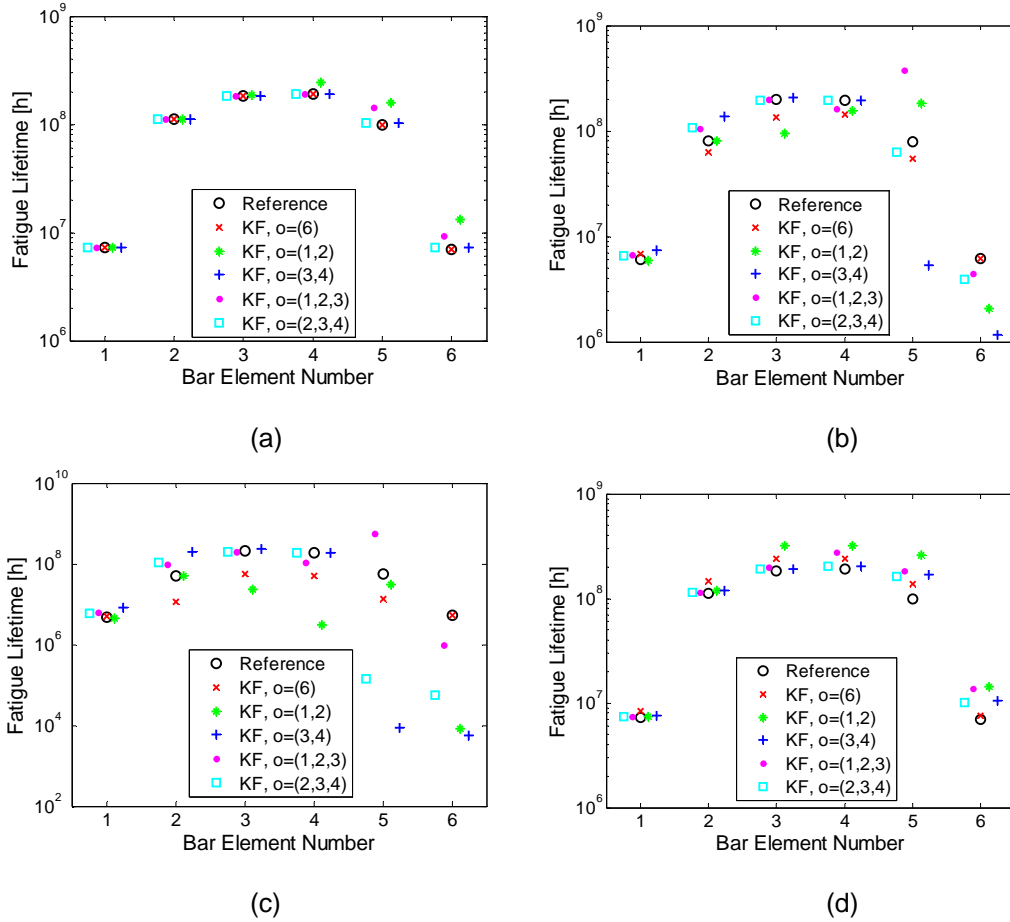 10^9
10^8
10^7
10^6
Fatigue Lifetime [h]
Reference
KF, o=(6)
KF, o=(1,2)
KF, o=(3,4)
KF, o=(1,2,3)
KF, o=(2,3,4)
1 2 3 4 5 6
Bar Element Number
(a)
10^9
10^8
10^7
10^6
Fatigue Lifetime [h]
Reference
KF, o=(6)
KF, o=(1,2)
KF, o=(3,4)
KF, o=(1,2,3)
KF, o=(2,3,4)
1 2 3 4 5 6
Bar Element Number
(b)
10^10
10^8
10^6
10^4
10^2
Fatigue Lifetime [h]
Reference
KF, o=(6)
KF, o=(1,2)
KF, o=(3,4)
KF, o=(1,2,3)
KF, o=(2,3,4)
1 2 3 4 5 6
Bar Element Number
(c)
10^9
10^8
10^7
10^6
Fatigue Lifetime [h]
Reference
KF, o=(6)
KF, o=(1,2)
KF, o=(3,4)
KF, o=(1,2,3)
KF, o=(2,3,4)
1 2 3 4 5 6
Bar Element Number
(d)